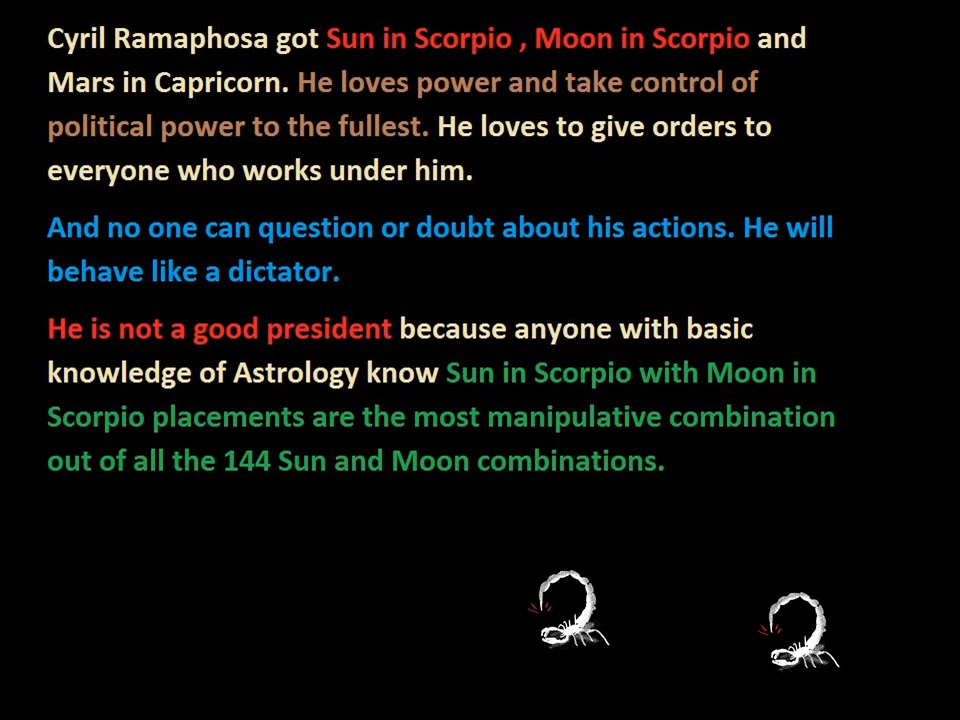 Cyril Ramaphosa got Sun in Scorpio , Moon in Scorpio and
Mars in Capricorn. He loves power and take control of
political power to the fullest. He loves to give orders to
everyone who works under him.
And no one can question or doubt about his actions. He will
behave like a dictator.
He is not a good president because anyone with basic
knowledge of Astrology know Sun in Scorpio with Moon in
Scorpio placements are the most manipulative combination
out of all the 144 Sun and Moon combinations.